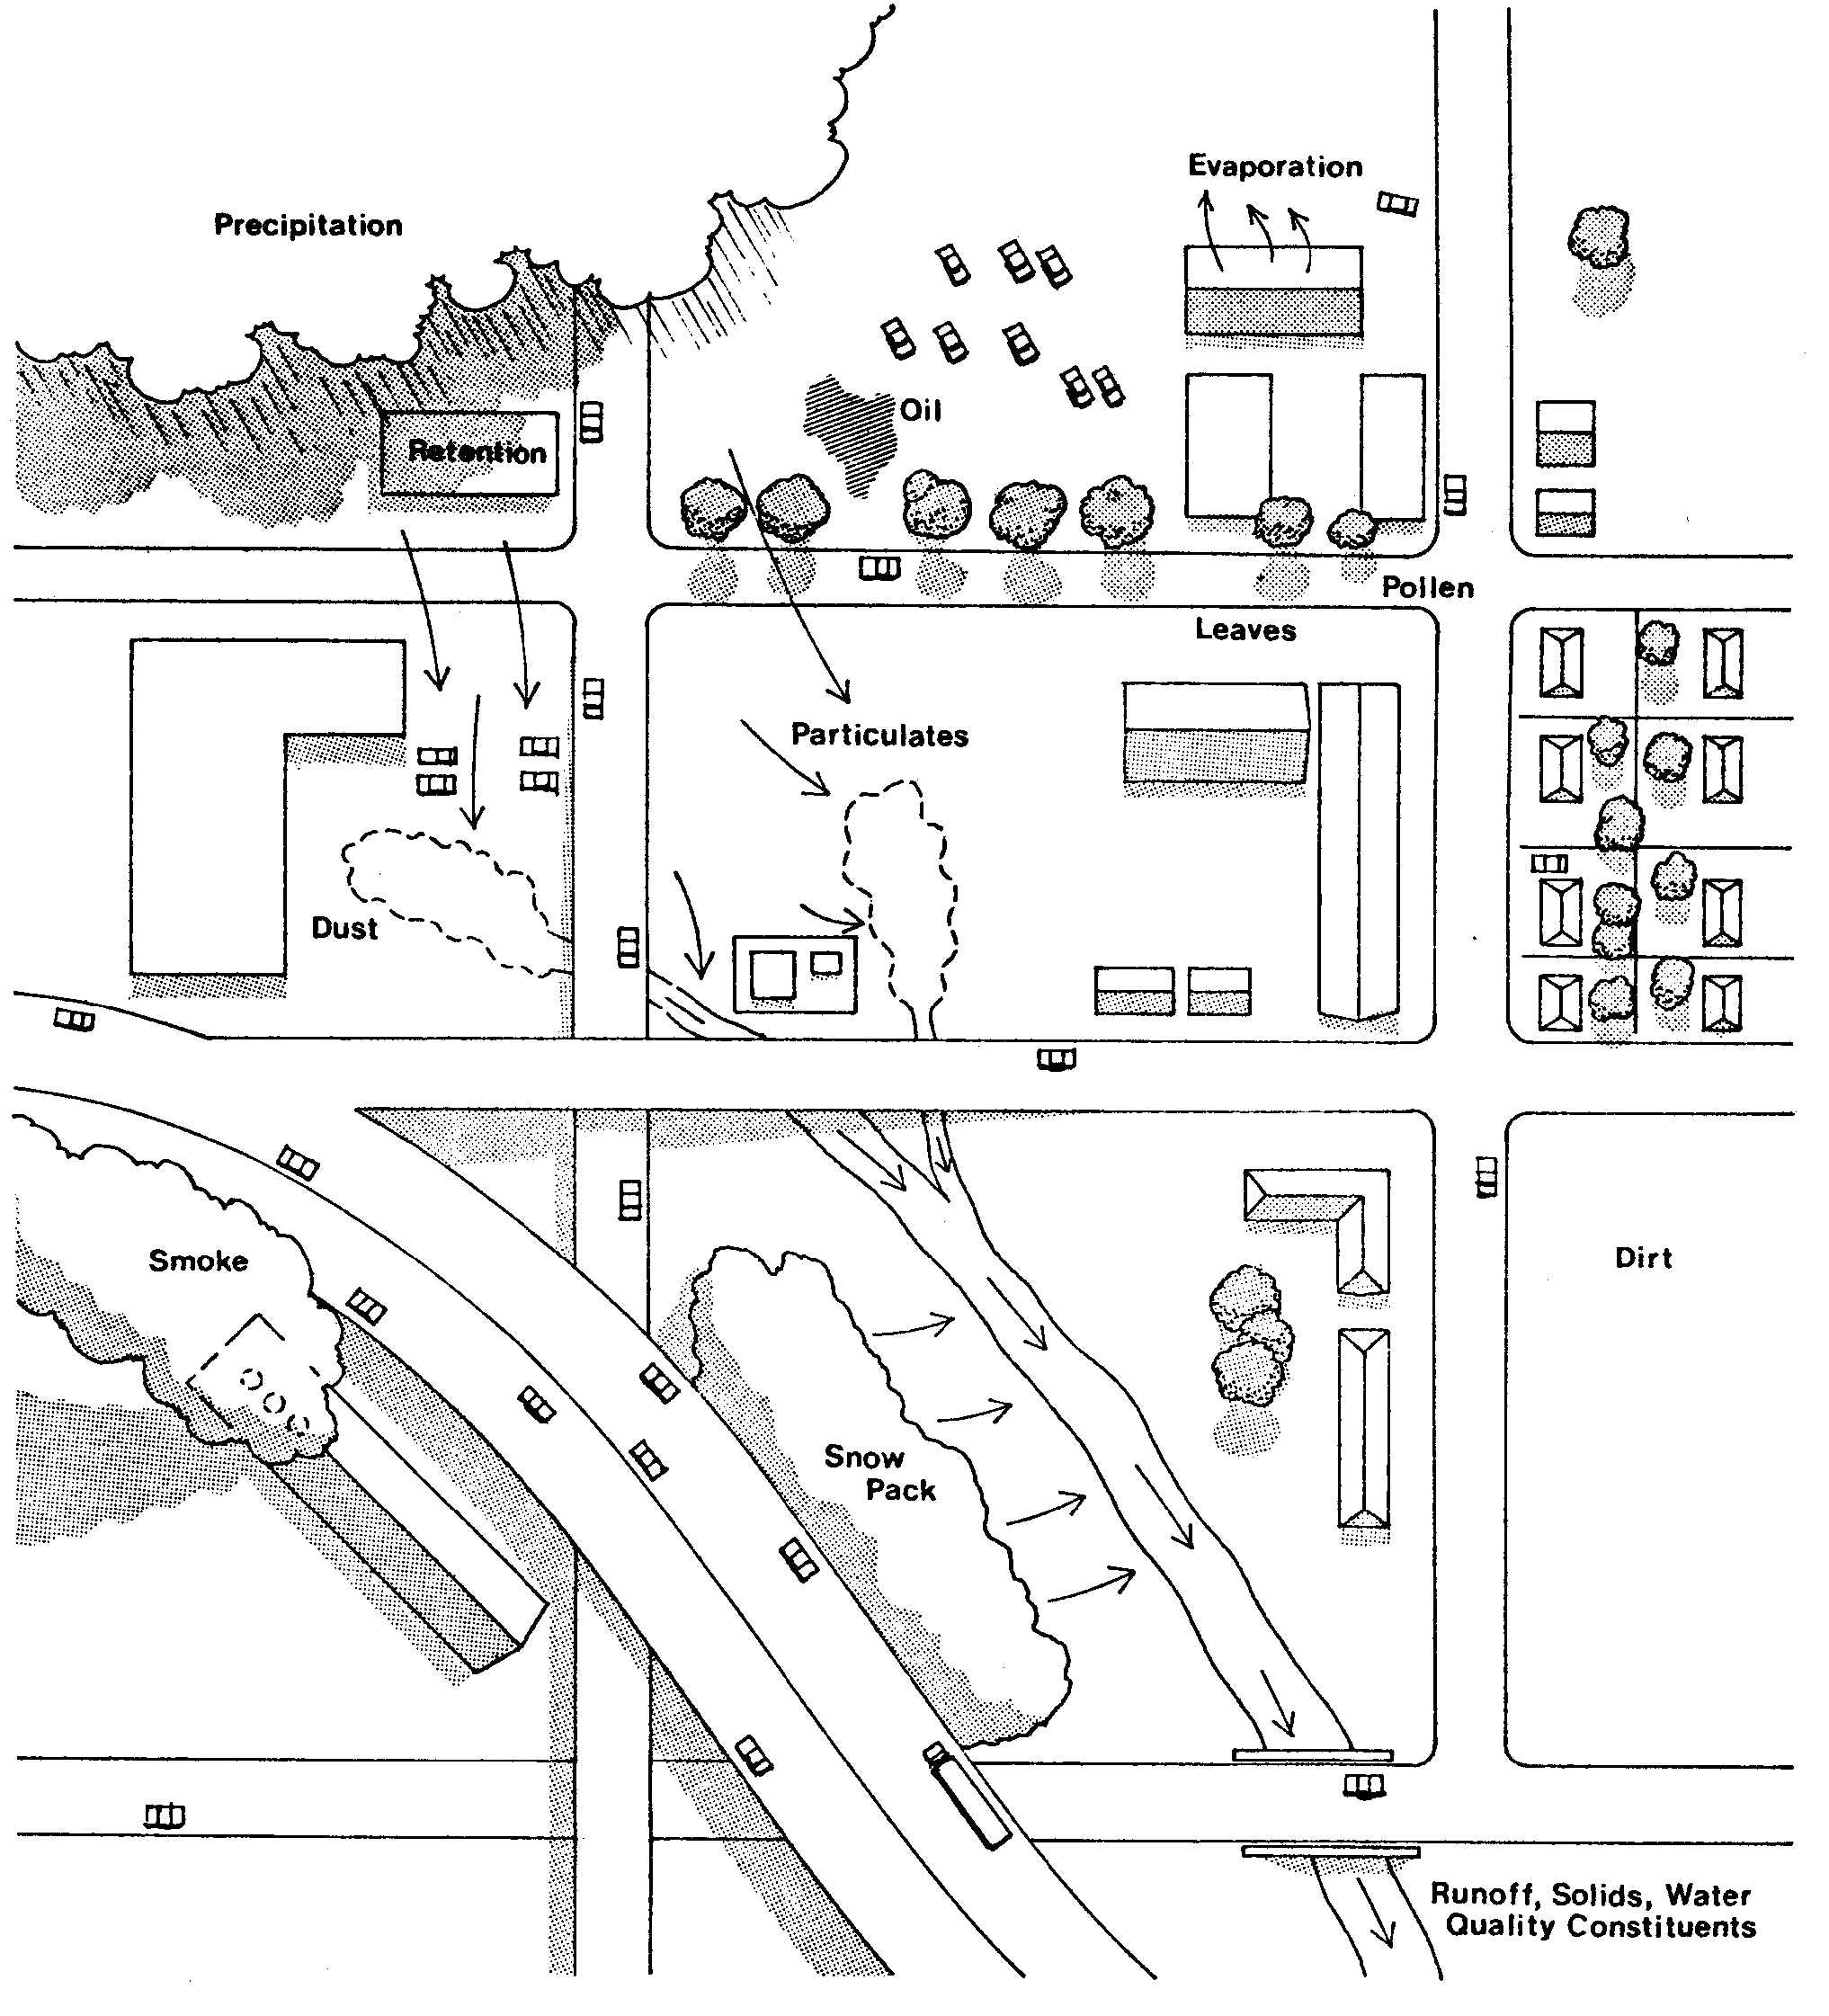 Evaporation
Precipitation
Oil
Retention
Pollen
Leaves
Particulates
Dust
Smoke
Dirt
Snow
Pack
Runoff, Solids, Water
Quality Constituents